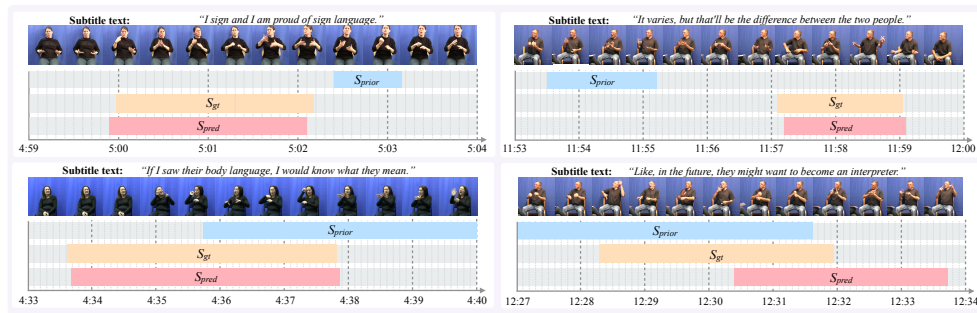 Subtitle text: "I sign and I am proud of sign language."
S_prior
S_gt
S_pred
4:59 5:00 5:01 5:02 5:03 5:04
Subtitle text: "It varies, but that'll be the difference between the two people."
S_prior
S_gt
S_pred
11:53 11:54 11:55 11:56 11:57 11:58 11:59 12:00
Subtitle text: "If I saw their body language, I would know what they mean."
S_prior
S_gt
S_pred
4:33 4:34 4:35 4:36 4:37 4:38 4:39 4:40
Subtitle text: "Like, in the future, they might want to become an interpreter."
S_prior
S_gt
S_pred
12:27 12:28 12:29 12:30 12:31 12:32 12:33 12:34